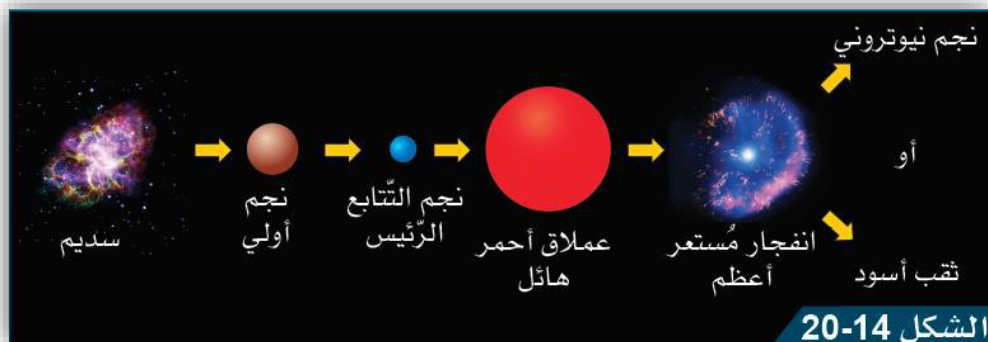 سَديم
نجم
أولي
نجم التّتابع
الرّئيس
عملاق أحمر
هائل
انفجار مُستعر
أعظم
نجم نيوتروني
أو
ثقب أسود
الشكل 14-20